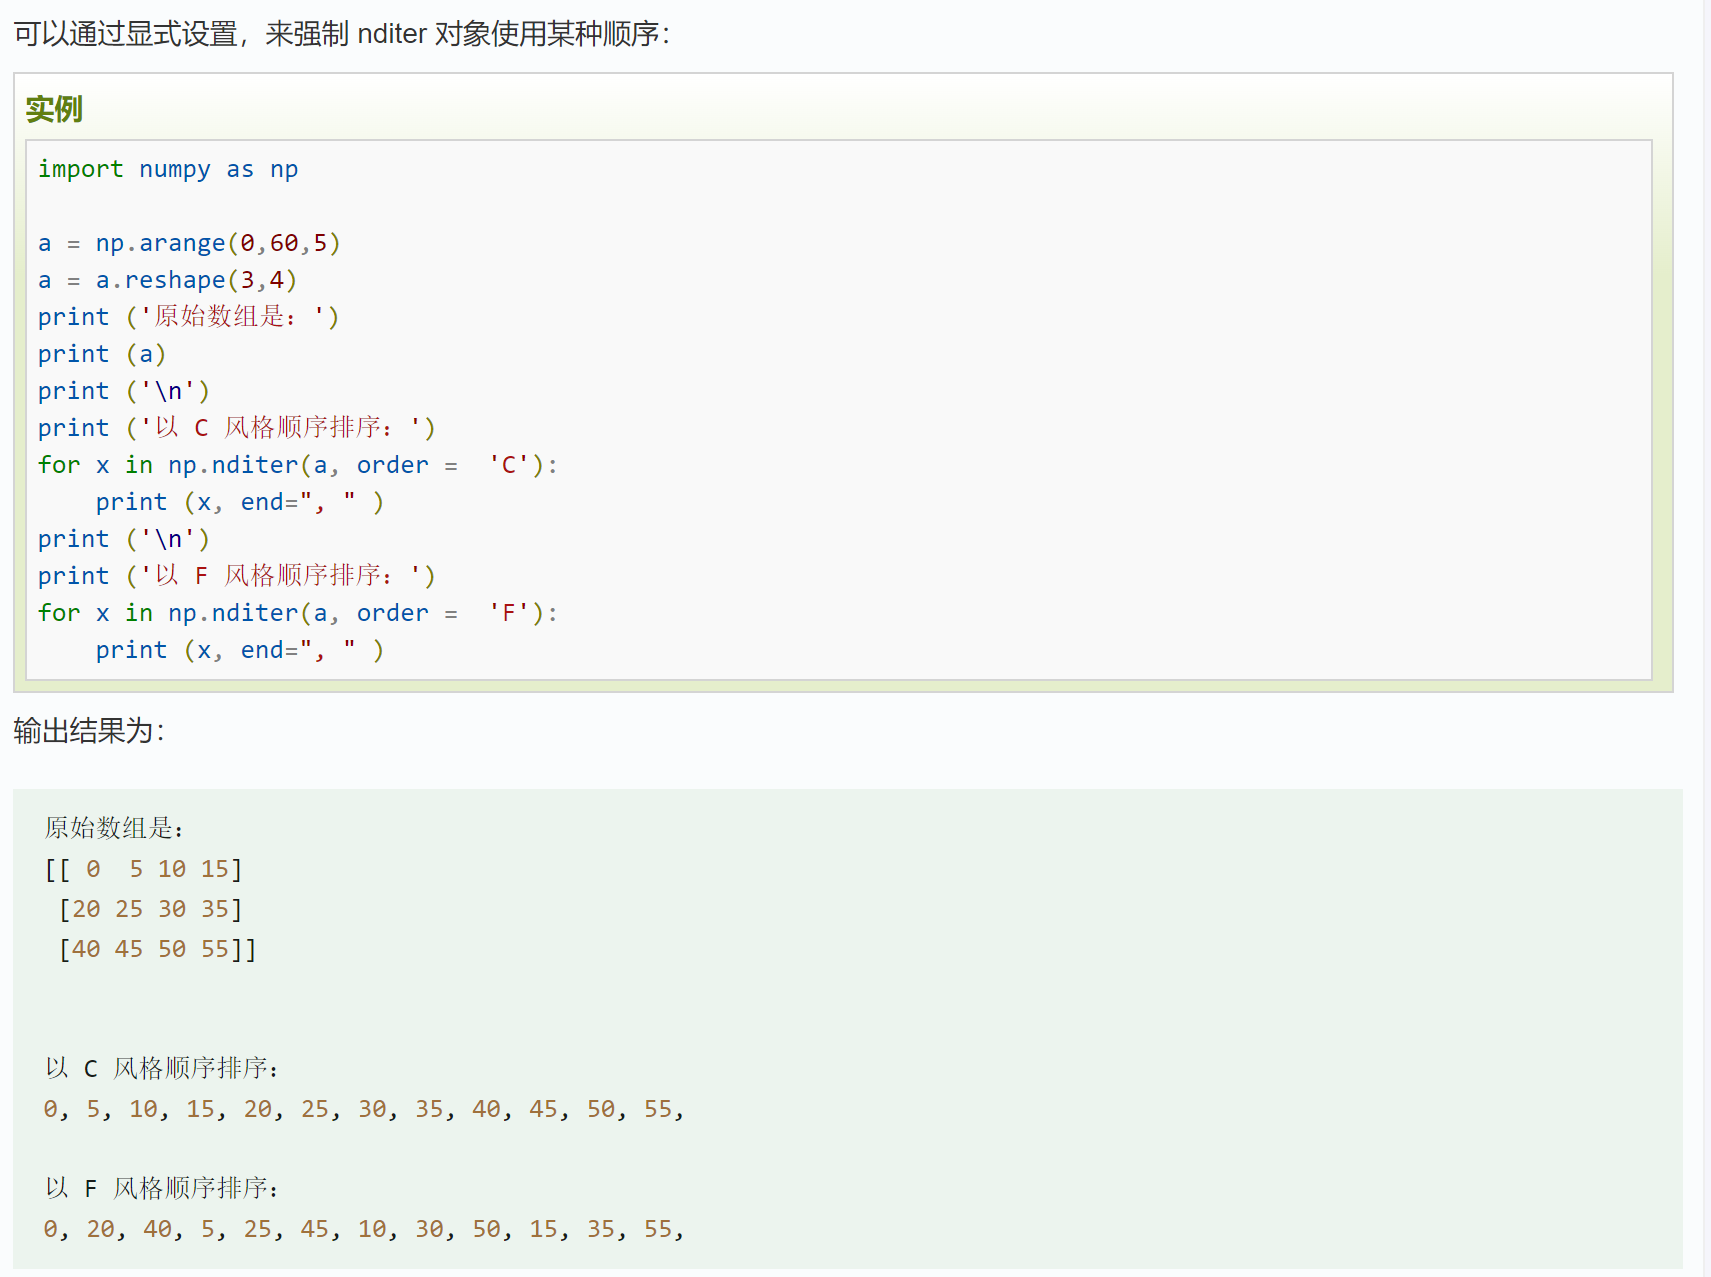 可以通过显式设置，来强制 nditer 对象使用某种顺序：
实例
import numpy as np
a = np.arange(0,60,5)
a = a.reshape(3,4)
print ('原始数组是：')
print (a)
print ('\n')
print ('以 C 风格顺序排序：')
for x in np.nditer(a, order =  'C'):
    print (x, end=", " )
print ('\n')
print ('以 F 风格顺序排序：')
for x in np.nditer(a, order =  'F'):
    print (x, end=", " )
输出结果为：
原始数组是：
[[ 0  5 10 15]
 [20 25 30 35]
 [40 45 50 55]]
以 C 风格顺序排序：
0, 5, 10, 15, 20, 25, 30, 35, 40, 45, 50, 55,
以 F 风格顺序排序：
0, 20, 40, 5, 25, 45, 10, 30, 50, 15, 35, 55,